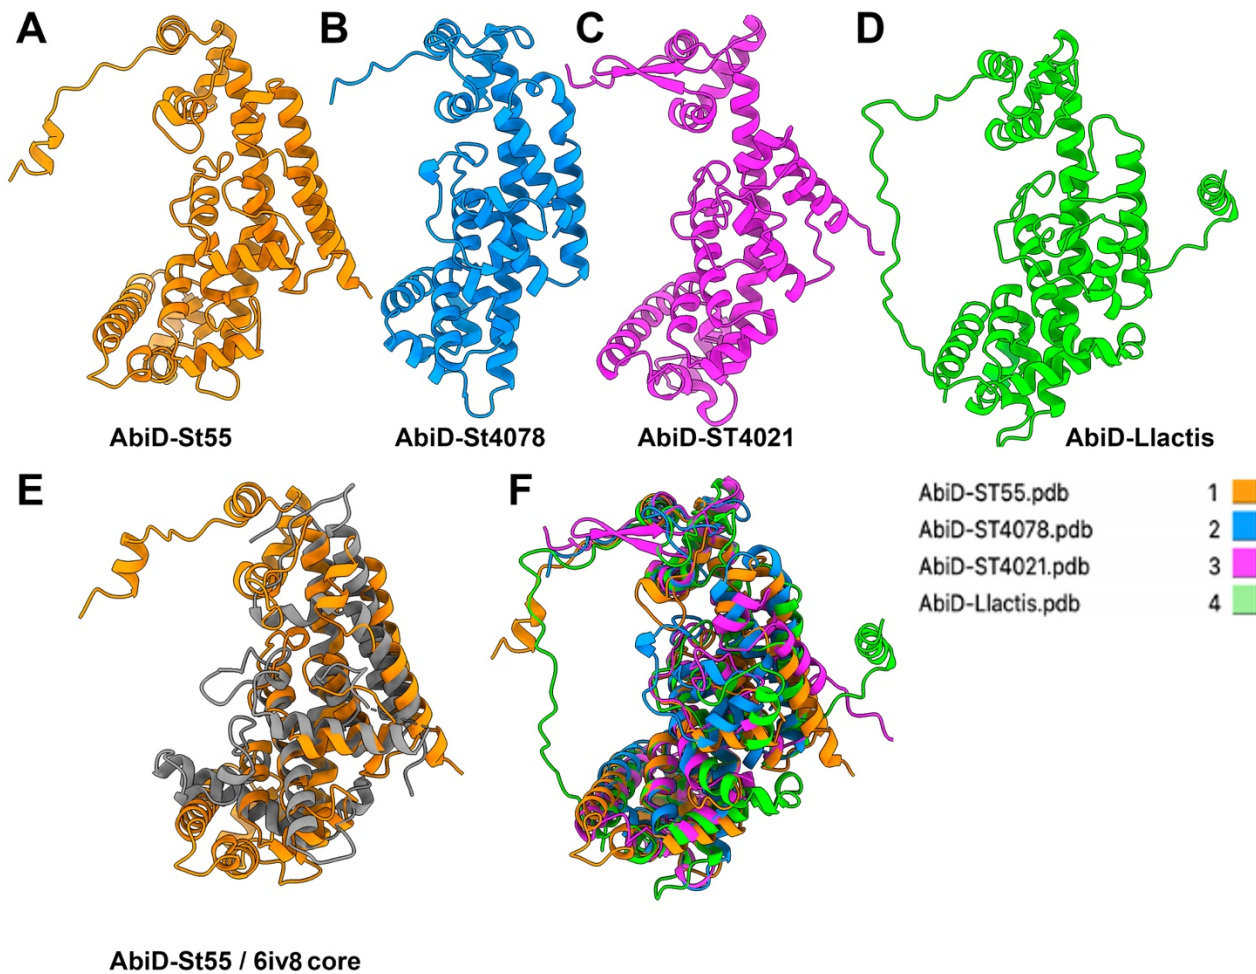 A
B
C
D
AbiD-St55
AbiD-St4078
AbiD-ST4021
AbiD-Llactis
E
F
AbiD-ST55.pdb 1
AbiD-ST4078.pdb 2
AbiD-ST4021.pdb 3
AbiD-Llactis.pdb 4
AbiD-St55 / 6iv8 core